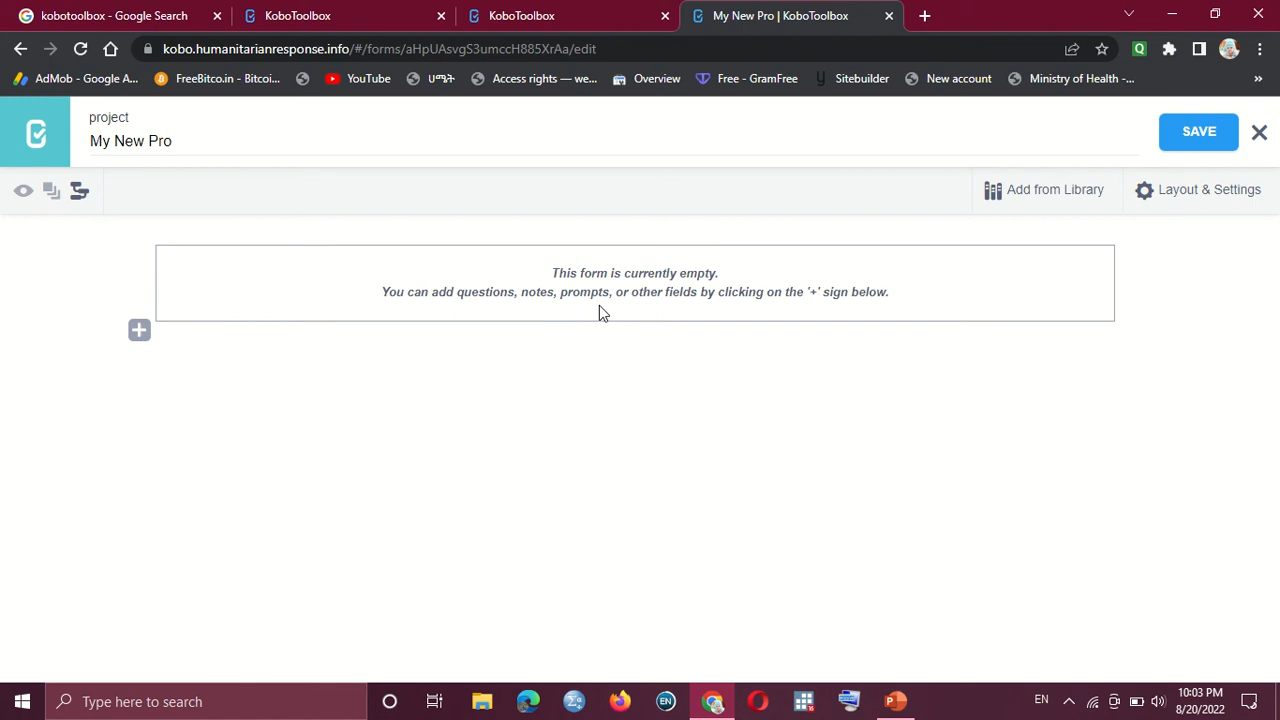 kobotoolbox - Google Search
KoboToolbox
KoboToolbox
My New Pro | KoboToolbox
kobo.humanitarianresponse.info/#/forms/aHpUAsvgS3umccH885XrAa/edit
AdMob - Google A...
FreeBitco.in - Bitcoi...
YouTube
ሀሜት
Access rights — we...
Overview
Free - GramFree
Sitebuilder
New account
Ministry of Health -...
»
project
My New Pro
SAVE
Add from Library
Layout & Settings
This form is currently empty.
You can add questions, notes, prompts, or other fields by clicking on the '+' sign below.
Type here to search
EN
EN
10:03 PM
8/20/2022